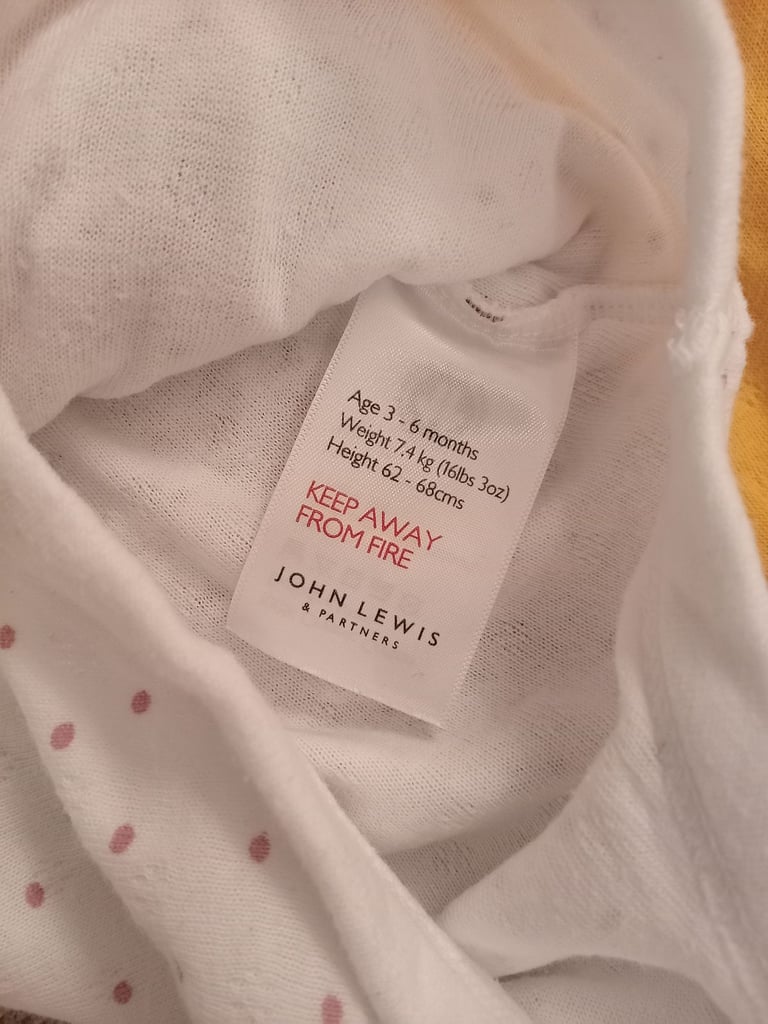 Age 3 - 6 months
Weight 7.4 kg (16lbs 3oz)
Height 62 - 68cms
KEEP AWAY
FROM FIRE
JOHN LEWIS
& PARTNERS